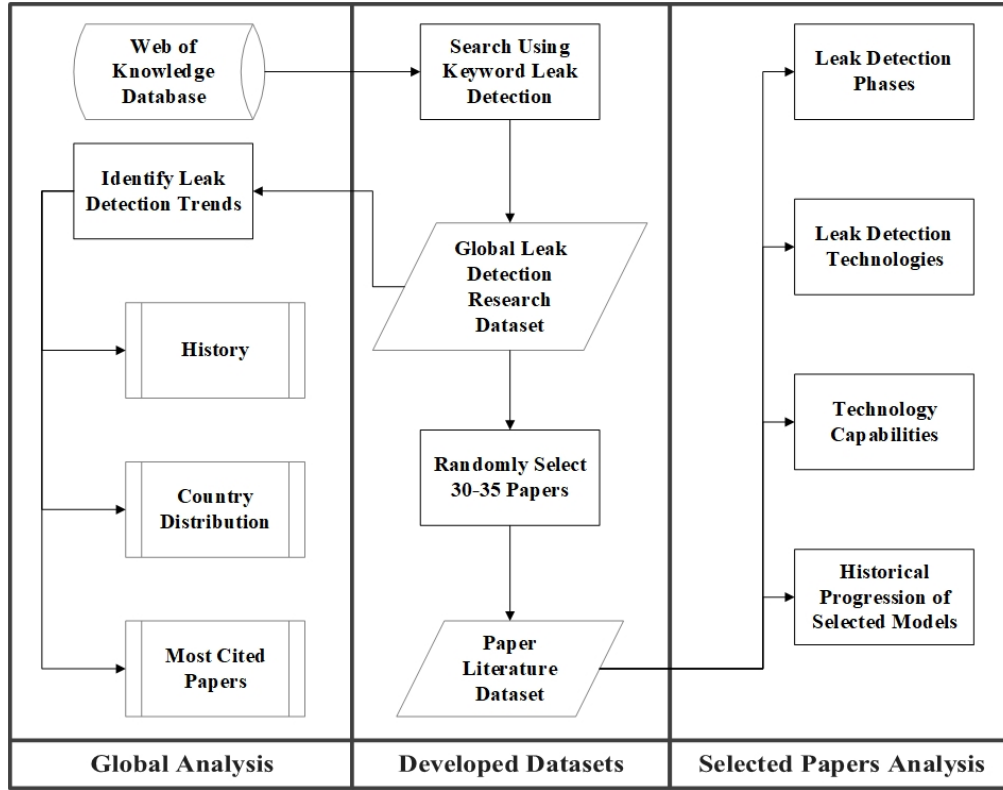 Web of
Knowledge
Database
Identify Leak
Detection Trends
History
Country
Distribution
Most Cited
Papers
Global Analysis
Search Using
Keyword Leak
Detection
Global Leak
Detection
Research
Dataset
Randomly Select
30-35 Papers
Paper
Literature
Dataset
Developed Datasets
Leak Detection
Phases
Leak Detection
Technologies
Technology
Capabilities
Historical
Progression of
Selected Models
Selected Papers Analysis